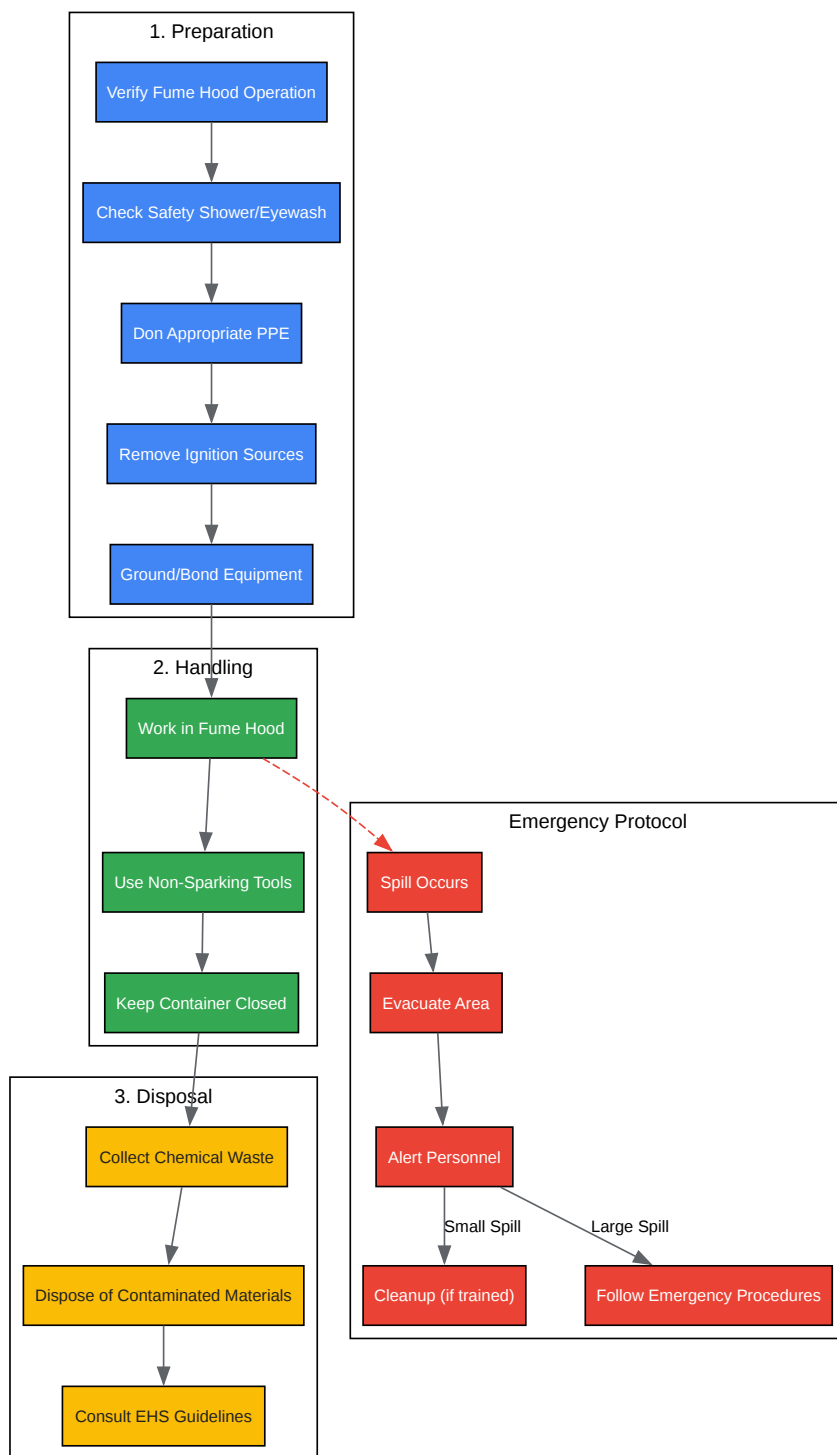 1. Preparation
Verify Fume Hood Operation
Check Safety Shower/Eyewash
Don Appropriate PPE
Remove Ignition Sources
Ground/Bond Equipment
2. Handling
Work in Fume Hood
Use Non-Sparking Tools
Keep Container Closed
3. Disposal
Collect Chemical Waste
Dispose of Contaminated Materials
Consult EHS Guidelines
Emergency Protocol
Spill Occurs
Evacuate Area
Alert Personnel
Small Spill
Large Spill
Cleanup (if trained)
Follow Emergency Procedures